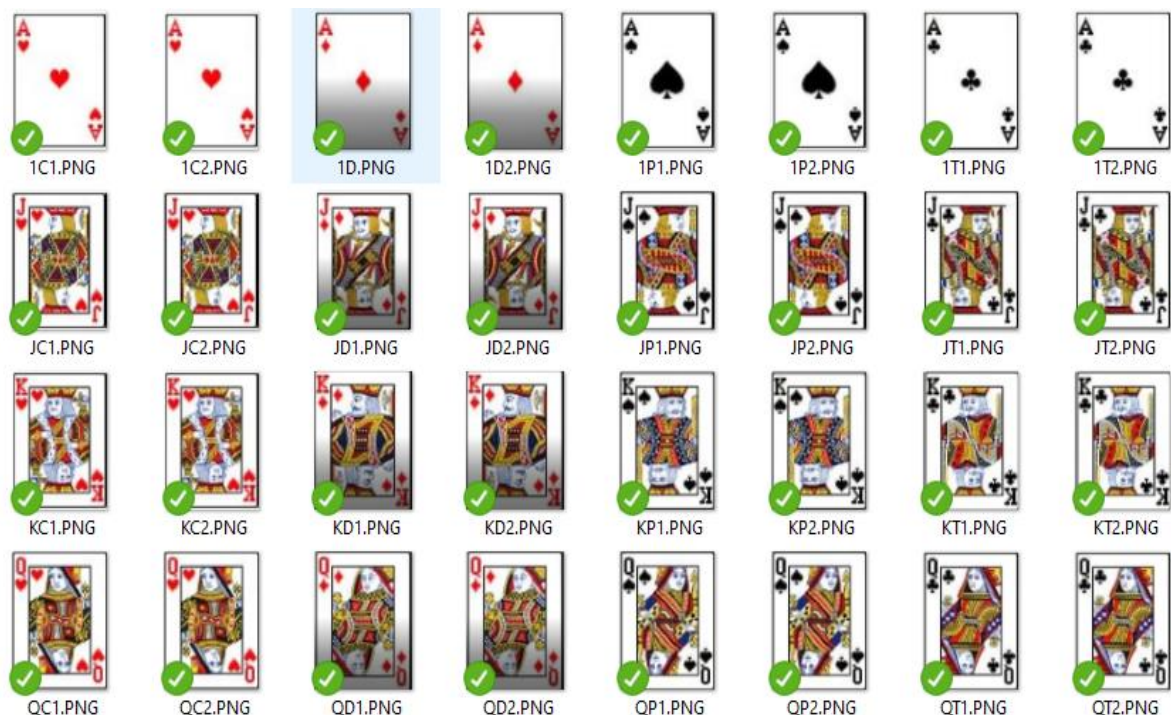 A A A A A A A A
A A A A A A A A
1C1.PNG 1C2.PNG 1D.PNG 1D2.PNG 1P1.PNG 1P2.PNG 1T1.PNG 1T2.PNG
J J J J J J J J
J J J J J J J J
JC1.PNG JC2.PNG JD1.PNG JD2.PNG JP1.PNG JP2.PNG JT1.PNG JT2.PNG
K K K K K K K K
K K K K K K K K
KC1.PNG KC2.PNG KD1.PNG KD2.PNG KP1.PNG KP2.PNG KT1.PNG KT2.PNG
Q Q Q Q Q Q Q Q
Q Q Q Q Q Q Q Q
QC1.PNG QC2.PNG QD1.PNG QD2.PNG QP1.PNG QP2.PNG QT1.PNG QT2.PNG